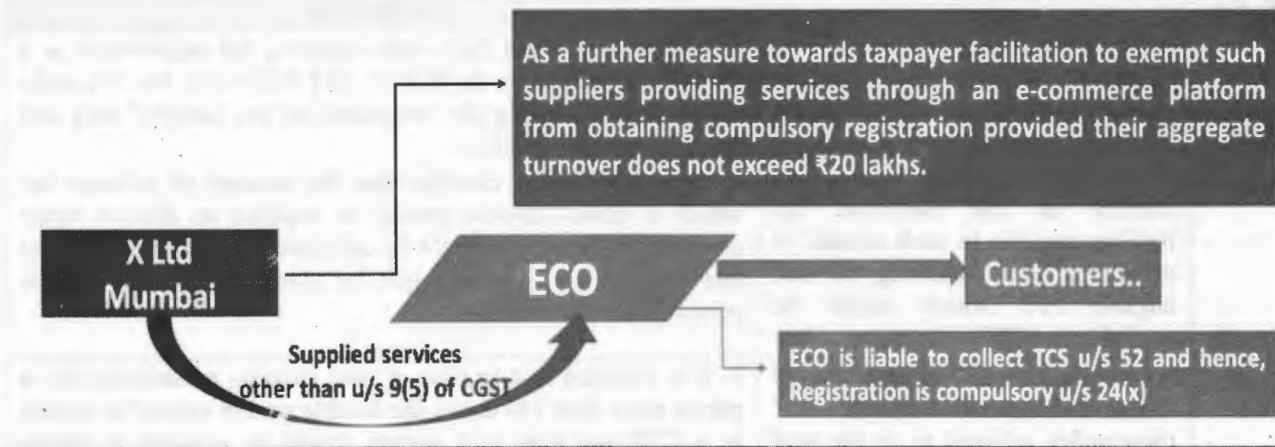 As a further measure towards taxpayer facilitation to exempt such
suppliers providing services through an e-commerce platform
from obtaining compulsory registration provided their aggregate
turnover does not exceed ₹20 lakhs.
X Ltd
Mumbai
ECO
Customers..
Supplied services
other than u/s 9(5) of CGST
ECO is liable to collect TCS u/s 52 and hence,
Registration is compulsory u/s 24(x)